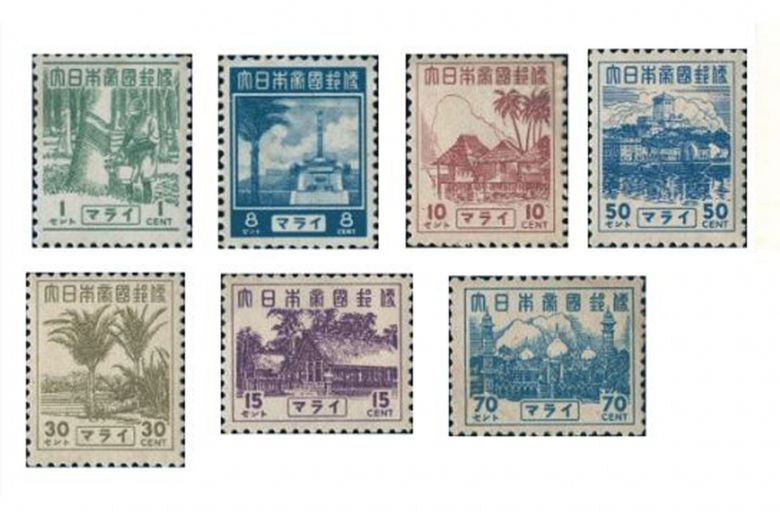 大日本帝國郵便
1 マライ 1
セント CENT
大日本帝國郵便
8 マライ 8
セント CENT
大日本帝國郵便
10 マライ 10
セント CENT
大日本帝國郵便
50 マライ 50
セント CENT
大日本帝國郵便
30 マライ 30
セント CENT
大日本帝國郵便
15 マライ 15
セント CENT
大日本帝國郵便
70 マライ 70
セント CENT